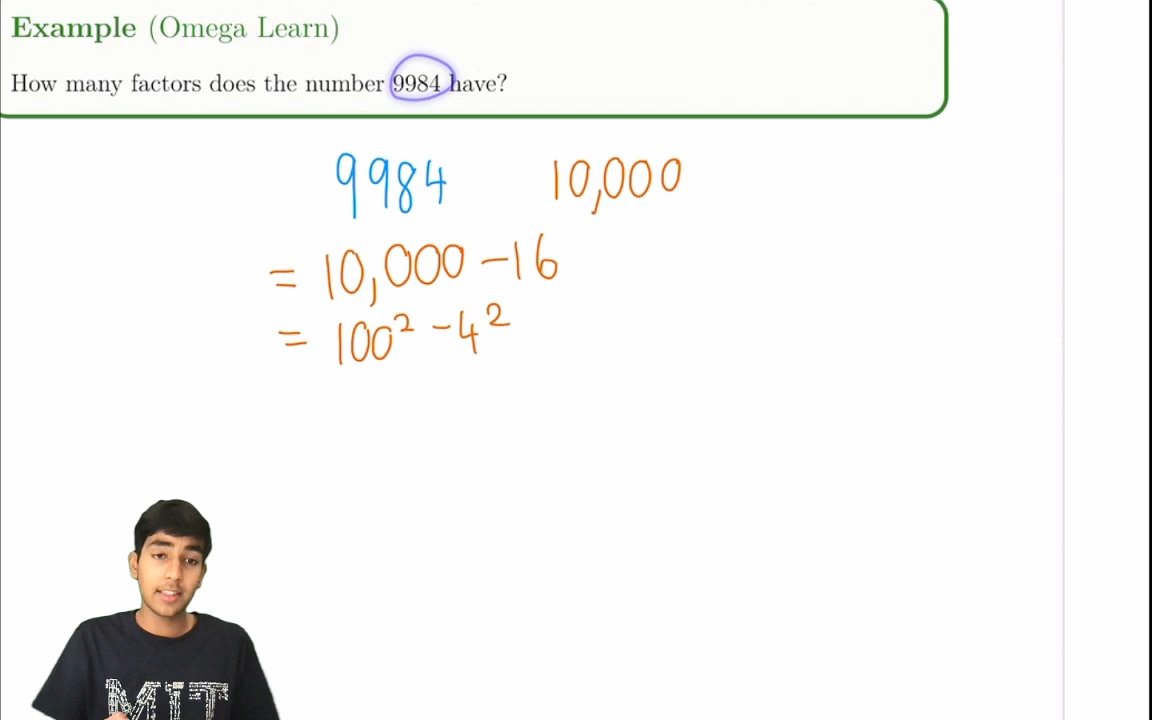 Example (Omega Learn)
How many factors does the number 9984 have?
9984 10,000
= 10,000 - 16
= 100² - 4²
MIT